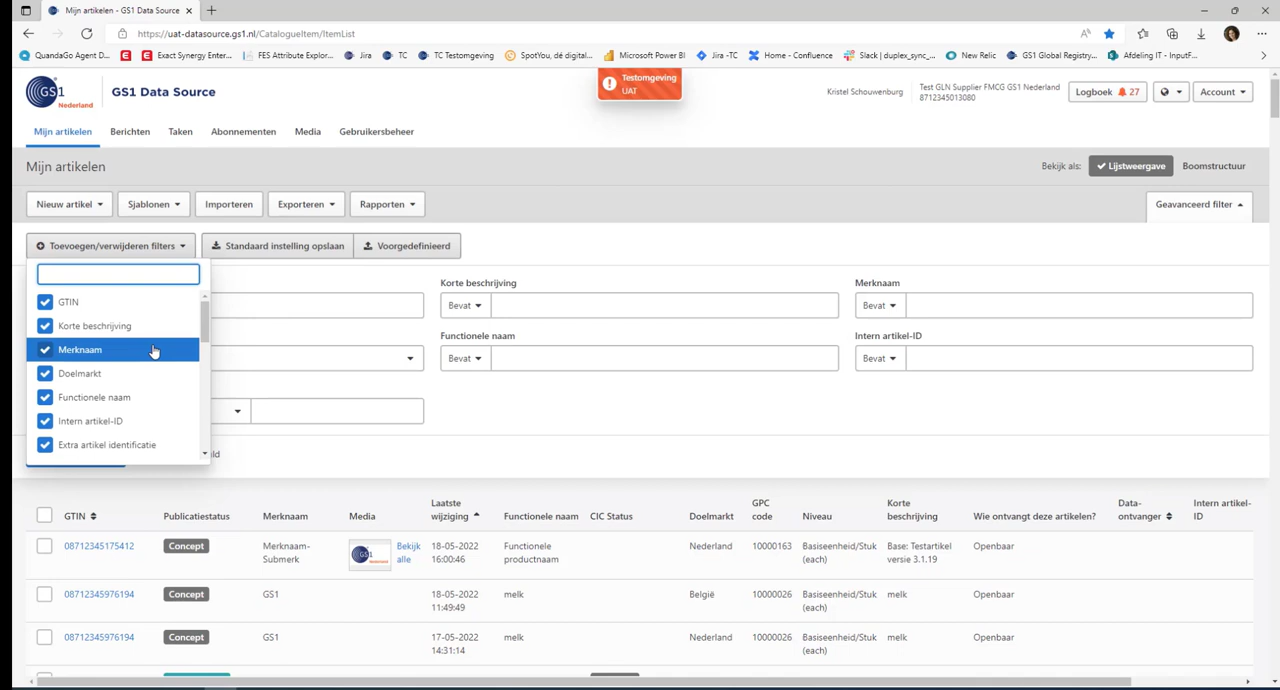 Mijn artikelen - GS1 Data Source
https://uat-datasource.gs1.nl/CatalogueItem/ItemList
QuandaGo Agent D... Exact Synergy Enter... FES Attribute Explor... Jira TC TC Testomgeving SpotYou, dé digital... Microsoft Power BI Jira -TC Home - Confluence Slack | duplex_sync_... New Relic GS1 Global Registry... Afdeling IT - InputF...
GS1 Nederland
GS1 Data Source
Testomgeving
UAT
Kristel Schouwenburg
Test GLN Supplier FMCG GS1 Nederland
8712345013080
Logboek 27
Account
Mijn artikelen Berichten Taken Abonnementen Media Gebruikersbeheer
Mijn artikelen
Bekijk als: Lijstweergave Boomstructuur
Nieuw artikel Sjablonen Importeren Exporteren Rapporten Geavanceerd filter
Toevoegen/verwijderen filters Standaard instelling opslaan Voorgedefinieerd
GTIN
Korte beschrijving
Merknaam
Doelmarkt
Functionele naam
Intern artikel-ID
Extra artikel identificatie
Korte beschrijving
Bevat
Merknaam
Bevat
Functionele naam
Bevat
Intern artikel-ID
Bevat
GTIN Publicatiestatus Merknaam Media Laatste wijziging Functionele naam CIC Status Doelmarkt GPC code Niveau Korte beschrijving Wie ontvangt deze artikelen? Data-ontvanger Intern artikel-ID
08712345175412 Concept Merknaam-Submerk GS1 Nederland Bekijk alle 18-05-2022 16:00:46 Functionele productnaam Nederland 10000163 Basiseenheid/Stuk (each) Base: Testartikel versie 3.1.19 Openbaar
08712345976194 Concept GS1 18-05-2022 11:49:49 melk België 10000026 Basiseenheid/Stuk (each) melk Openbaar
08712345976194 Concept GS1 17-05-2022 14:31:14 melk Nederland 10000026 Basiseenheid/Stuk (each) melk Openbaar